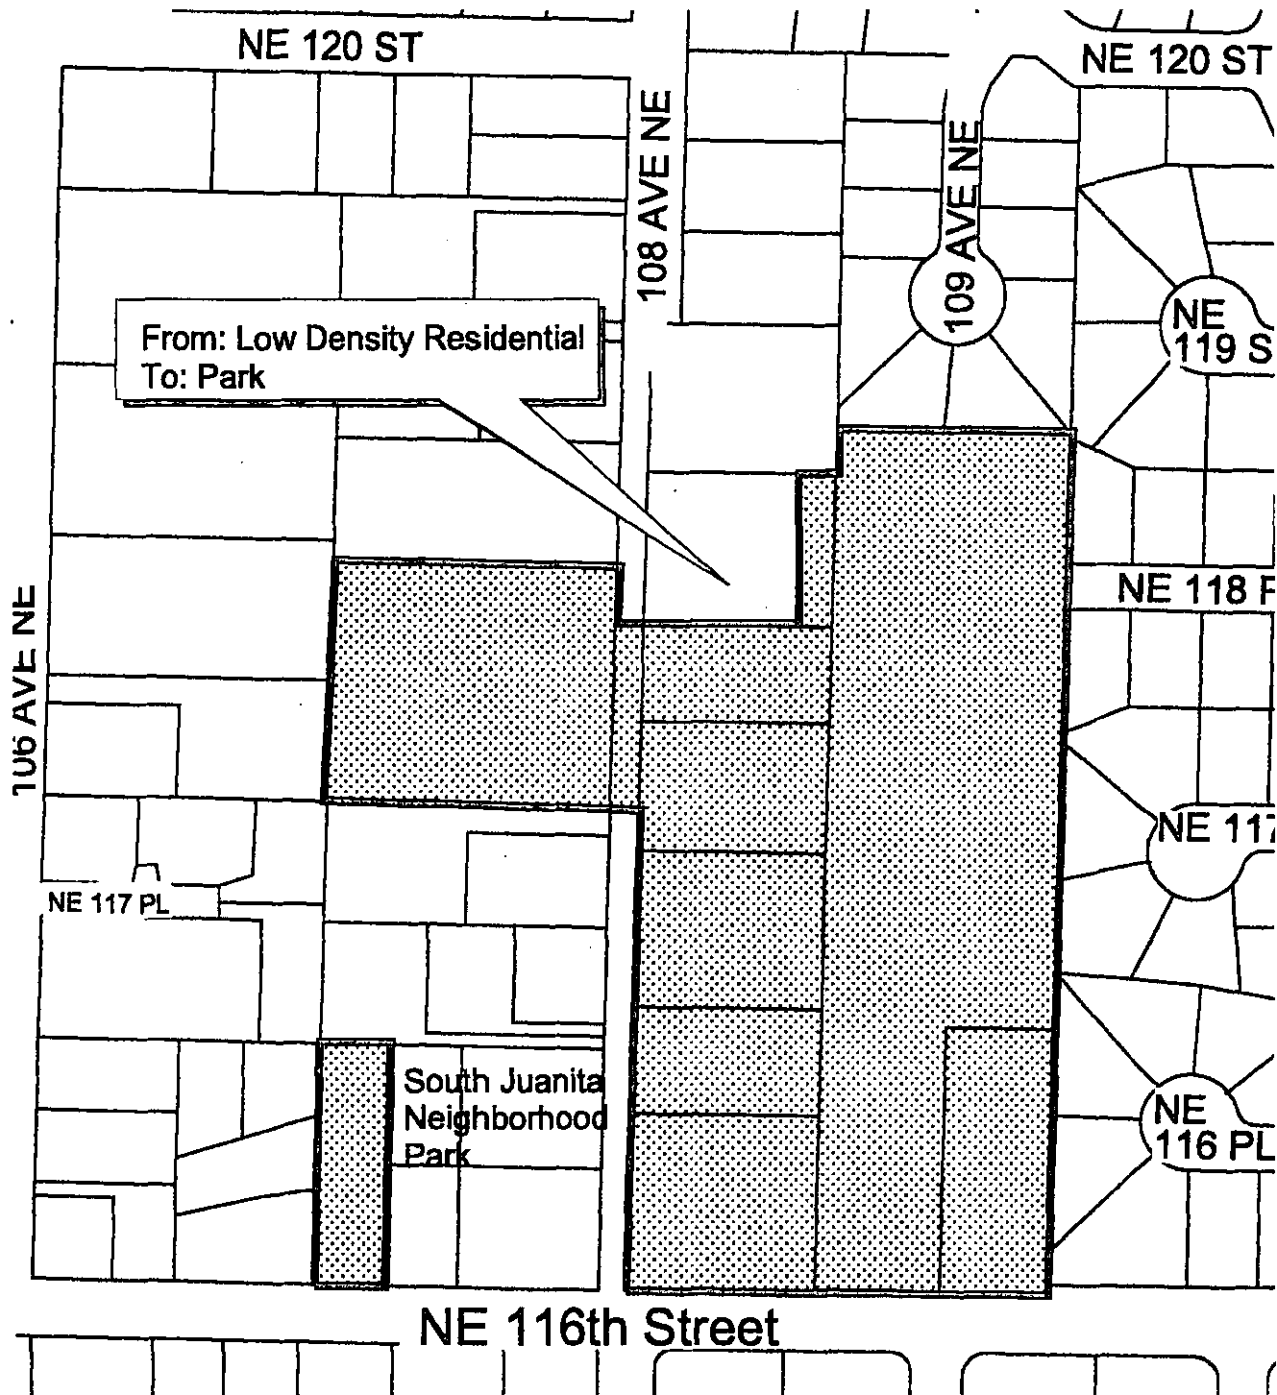 NE 120 ST
NE 120 ST
108 AVE NE
109 AVE NE
NE
119 S
From: Low Density Residential
To: Park
NE 118 P
106 AVE NE
NE 117
NE 117 PL
South Juanita
Neighborhood
Park
NE
116 PL
NE 116th Street